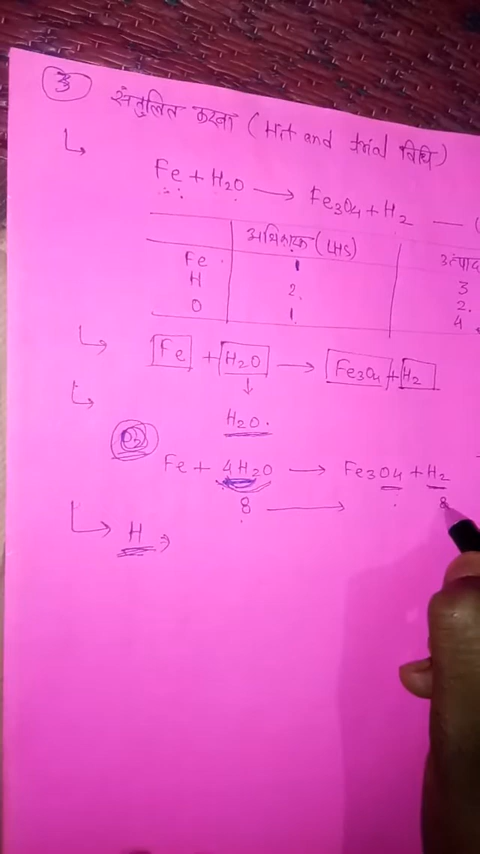 ③ संतुलित करना (Hit and trial विधि)
Fe + H₂O → Fe₃O₄ + H₂ — (
अभिकारक (LHS) उत्पाद
Fe 1 3
H 2 2
O 1 4
Fe + H₂O → Fe₃O₄ + H₂
↓
H₂O
Fe + 4H₂O → Fe₃O₄ + H₂
8 → 8
H ⇒